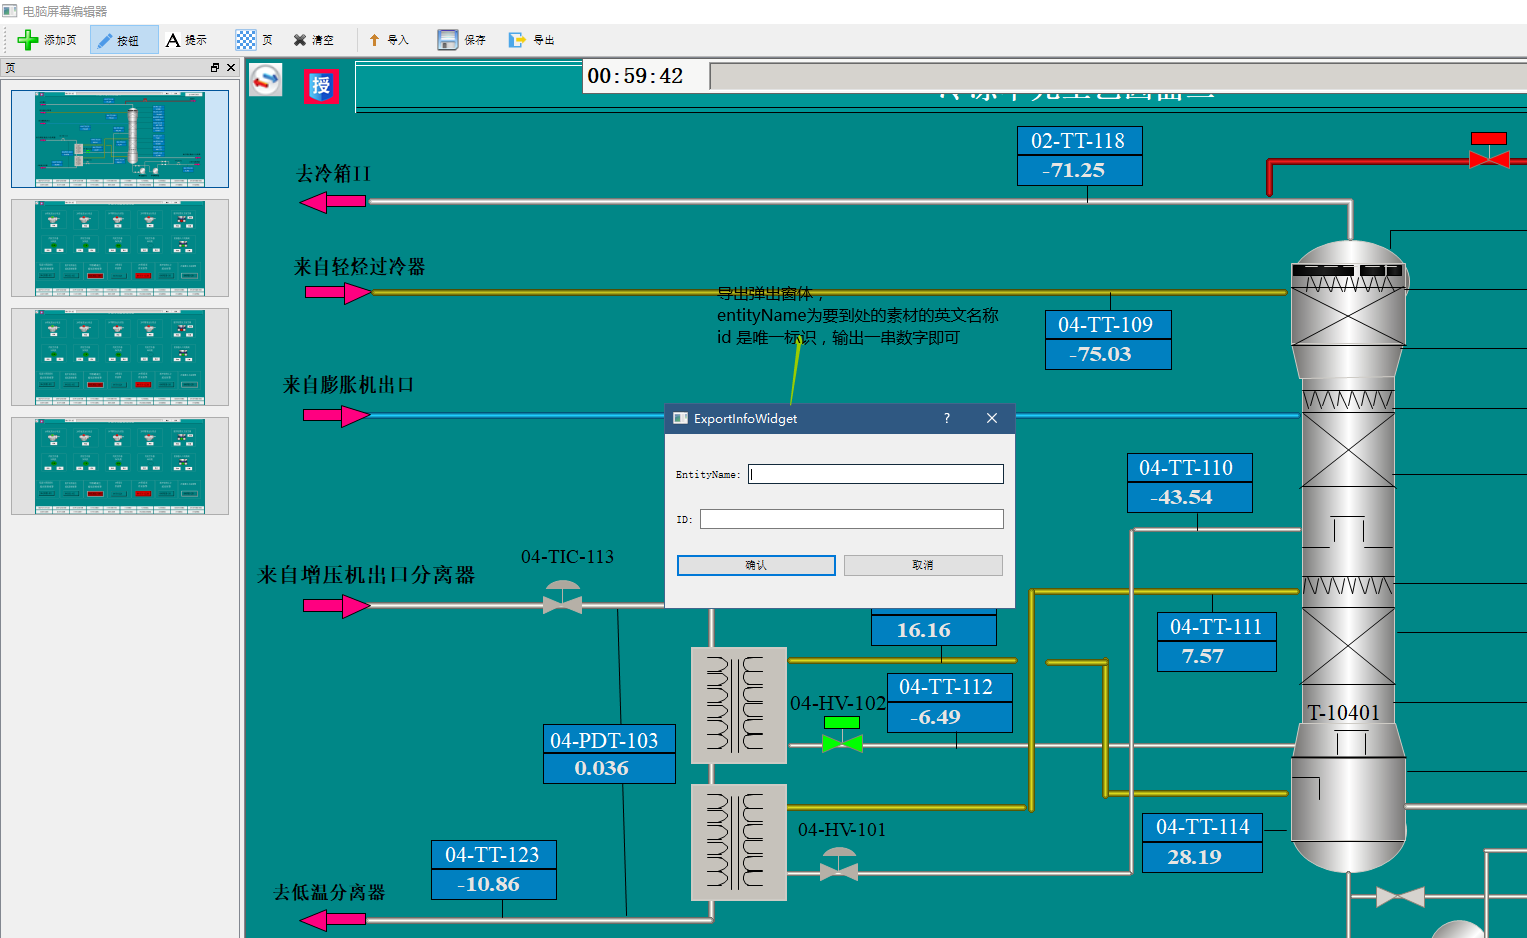 电脑屏幕编辑器
添加页 按钮 A 提示 页 清空 导入 保存 导出
页
授
00:59:42
02-TT-118
-71.25
去冷箱II
来自轻烃过冷器
导出弹出窗体，
entityName为要到处的素材的英文名称
id 是唯一标识，输出一串数字即可
04-TT-109
-75.03
来自膨胀机出口
ExportInfoWidget
?
EntityName:
ID:
确认 取消
04-TT-110
-43.54
04-TIC-113
来自增压机出口分离器
16.16
04-TT-111
7.57
04-TT-112
-6.49
04-HV-102
T-10401
04-PDT-103
0.036
04-HV-101
04-TT-114
28.19
04-TT-123
-10.86
去低温分离器